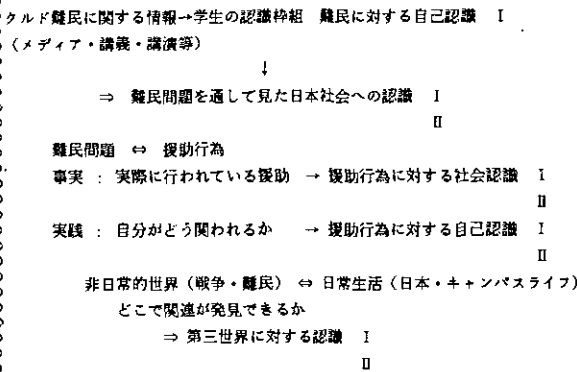 クルド難民に関する情報→学生の認識枠組 難民に対する自己認識 Ⅰ
(メディア・講義・講演等)
↓
⇒ 難民問題を通して見た日本社会への認識 Ⅰ
Ⅱ
難民問題 ⇔ 援助行為
事実 : 実際に行われている援助 → 援助行為に対する社会認識 Ⅰ
Ⅱ
実践 : 自分がどう関われるか → 援助行為に対する自己認識 Ⅰ
Ⅱ
非日常的世界(戦争・難民) ⇔ 日常生活(日本・キャンパスライフ)
どこで関連が発見できるか
⇒ 第三世界に対する認識 Ⅰ
Ⅱ